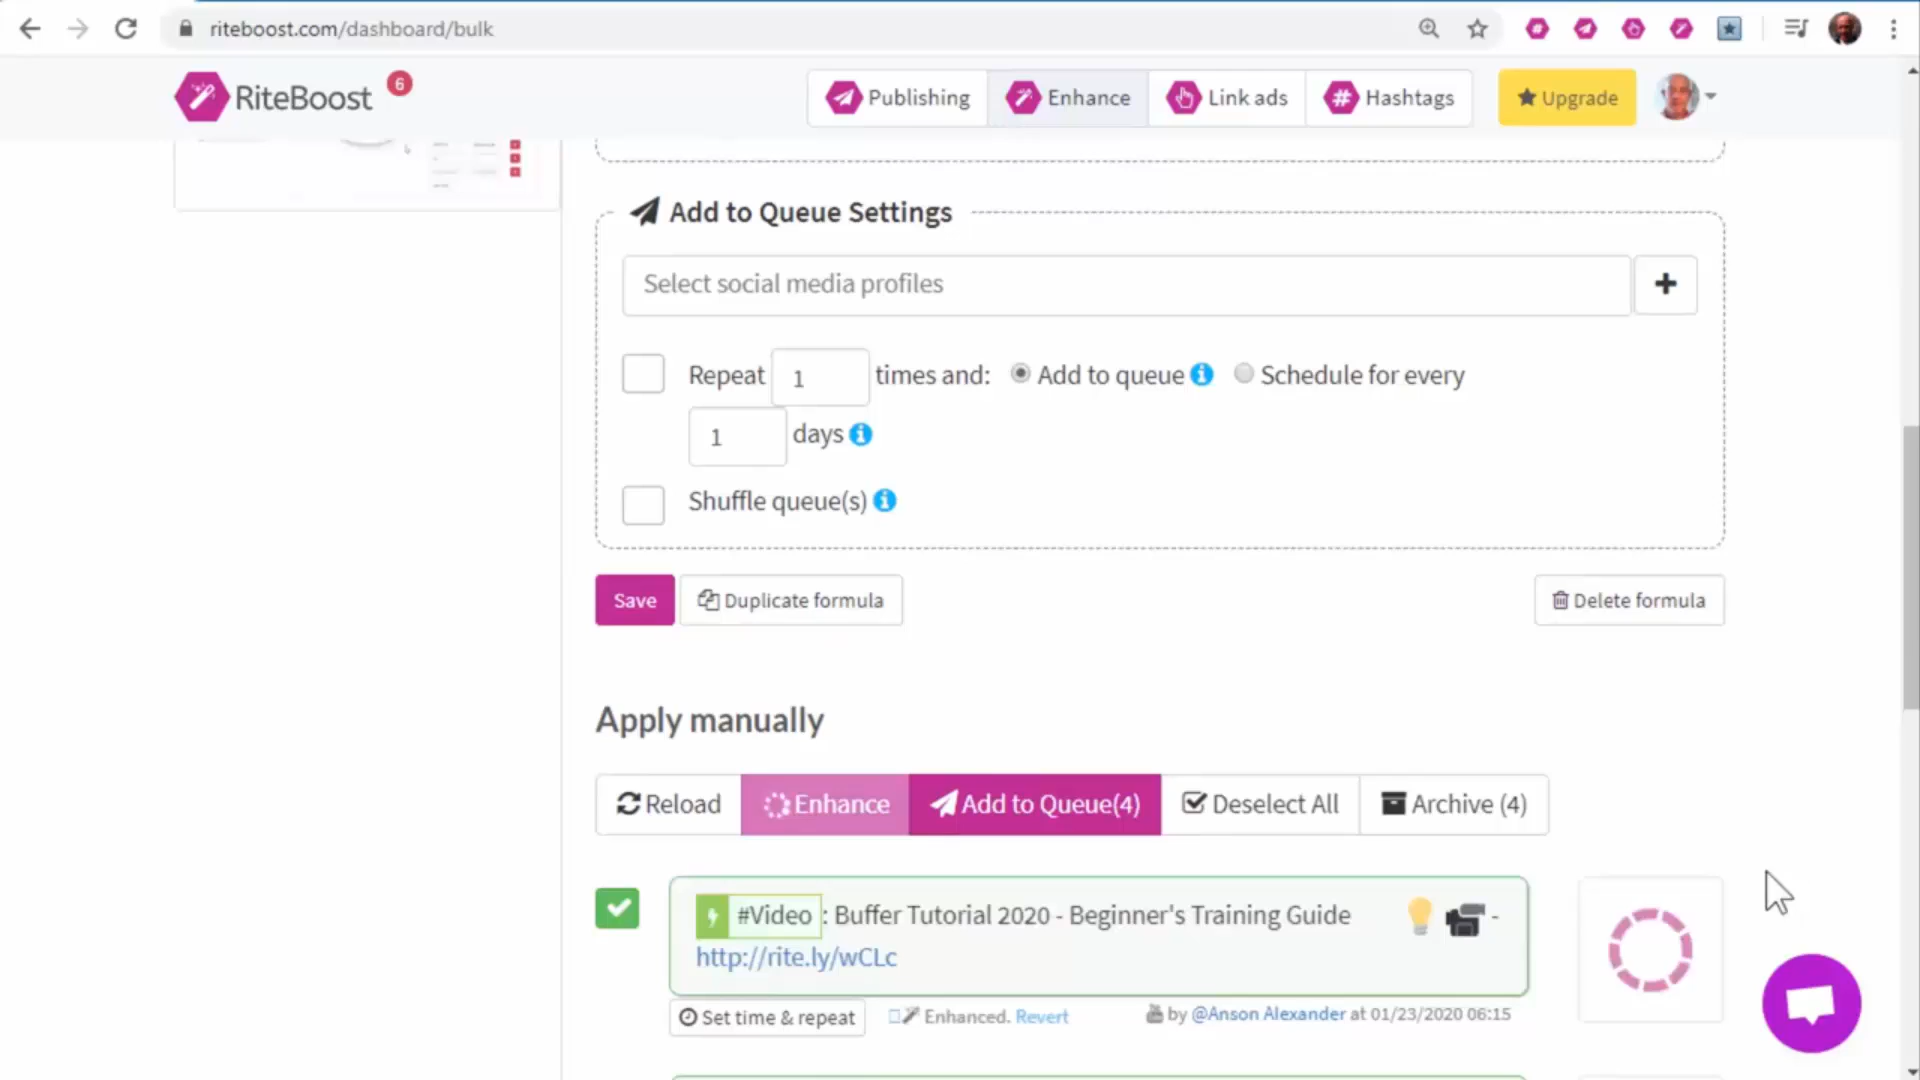 riteboost.com/dashboard/bulk
RiteBoost
6
Publishing
Enhance
Link ads
Hashtags
Upgrade
Add to Queue Settings
Select social media profiles
Repeat 1 times and: Add to queue Schedule for every
1 days
Shuffle queue(s)
Save
Duplicate formula
Delete formula
Apply manually
Reload
Enhance
Add to Queue(4)
Deselect All
Archive (4)
#Video : Buffer Tutorial 2020 - Beginner's Training Guide -
http://rite.ly/wCLc
Set time & repeat
Enhanced. Revert
by @Anson Alexander at 01/23/2020 06:15